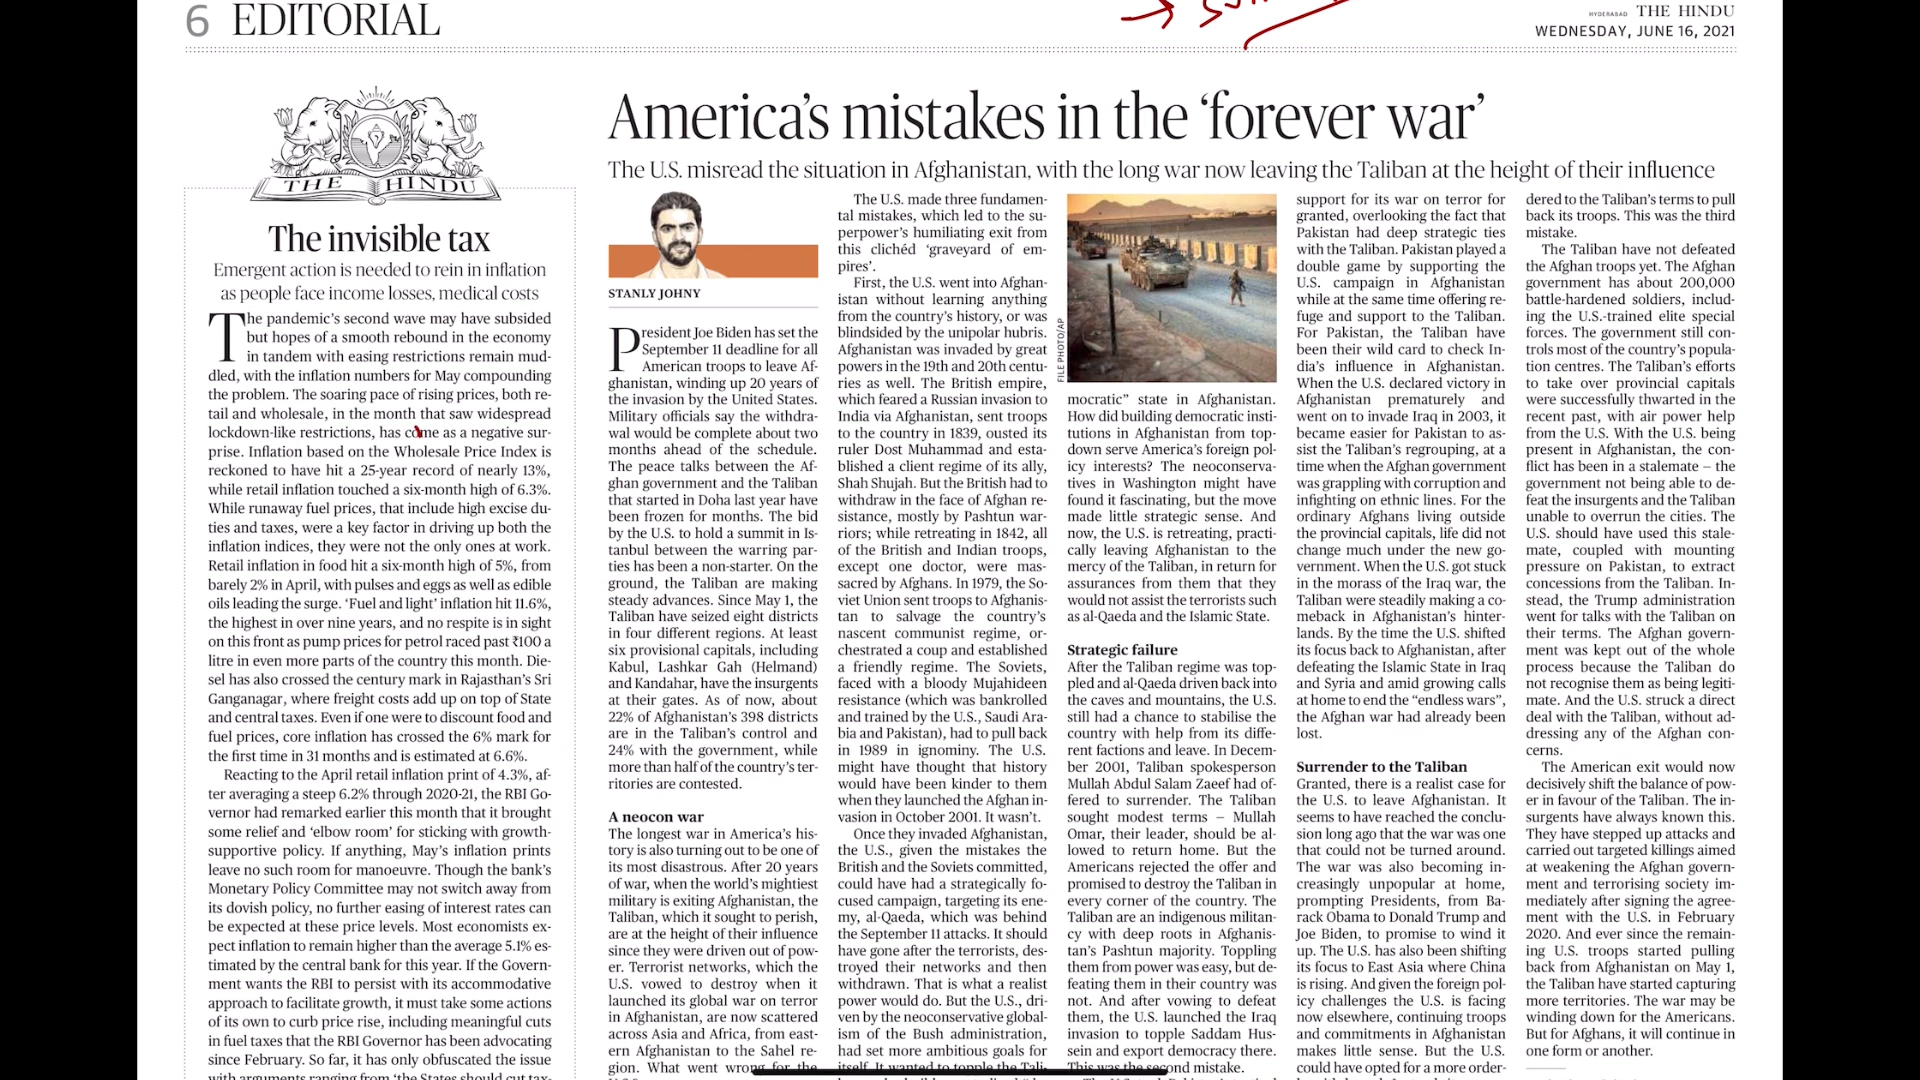 6 EDITORIAL
HYDERABAD THE HINDU
WEDNESDAY, JUNE 16, 2021
THE HINDU
The invisible tax
Emergent action is needed to rein in inflation
as people face income losses, medical costs
The pandemic's second wave may have subsided
but hopes of a smooth rebound in the economy
in tandem with easing restrictions remain mud-
dled, with the inflation numbers for May compounding
the problem. The soaring pace of rising prices, both re-
tail and wholesale, in the month that saw widespread
lockdown-like restrictions, has come as a negative sur-
prise. Inflation based on the Wholesale Price Index is
reckoned to have hit a 25-year record of nearly 13%,
while retail inflation touched a six-month high of 6.3%.
While runaway fuel prices, that include high excise du-
ties and taxes, were a key factor in driving up both the
inflation indices, they were not the only ones at work.
Retail inflation in food hit a six-month high of 5%, from
barely 2% in April, with pulses and eggs as well as edible
oils leading the surge. 'Fuel and light' inflation hit 11.6%,
the highest in over nine years, and no respite is in sight
on this front as pump prices for petrol raced past ₹100 a
litre in even more parts of the country this month. Die-
sel has also crossed the century mark in Rajasthan's Sri
Ganganagar, where freight costs add up on top of State
and central taxes. Even if one were to discount food and
fuel prices, core inflation has crossed the 6% mark for
the first time in 31 months and is estimated at 6.6%.
Reacting to the April retail inflation print of 4.3%, af-
ter averaging a steep 6.2% through 2020-21, the RBI Go-
vernor had remarked earlier this month that it brought
some relief and 'elbow room' for sticking with growth-
supportive policy. If anything, May's inflation prints
leave no such room for manoeuvre. Though the bank's
Monetary Policy Committee may not switch away from
its dovish policy, no further easing of interest rates can
be expected at these price levels. Most economists ex-
pect inflation to remain higher than the average 5.1% es-
timated by the central bank for this year. If the Govern-
ment wants the RBI to persist with its accommodative
approach to facilitate growth, it must take some actions
of its own to curb price rise, including meaningful cuts
in fuel taxes that the RBI Governor has been advocating
since February. So far, it has only obfuscated the issue
with arguments ranging from 'the States should cut tax-
America's mistakes in the 'forever war'
The U.S. misread the situation in Afghanistan, with the long war now leaving the Taliban at the height of their influence
STANLY JOHNY
President Joe Biden has set the
September 11 deadline for all
American troops to leave Af-
ghanistan, winding up 20 years of
the invasion by the United States.
Military officials say the withdra-
wal would be complete about two
months ahead of the schedule.
The peace talks between the Af-
ghan government and the Taliban
that started in Doha last year have
been frozen for months. The bid
by the U.S. to hold a summit in Is-
tanbul between the warring par-
ties has been a non-starter. On the
ground, the Taliban are making
steady advances. Since May 1, the
Taliban have seized eight districts
in four different regions. At least
six provisional capitals, including
Kabul, Lashkar Gah (Helmand)
and Kandahar, have the insurgents
at their gates. As of now, about
22% of Afghanistan's 398 districts
are in the Taliban's control and
24% with the government, while
more than half of the country's ter-
ritories are contested.
A neocon war
The longest war in America's his-
tory is also turning out to be one of
its most disastrous. After 20 years
of war, when the world's mightiest
military is exiting Afghanistan, the
Taliban, which it sought to perish,
are at the height of their influence
since they were driven out of pow-
er. Terrorist networks, which the
U.S. vowed to destroy when it
launched its global war on terror
in Afghanistan, are now scattered
across Asia and Africa, from east-
ern Afghanistan to the Sahel re-
gion. What went wrong for the
The U.S. made three fundamen-
tal mistakes, which led to the su-
perpower's humiliating exit from
this clichéd 'graveyard of em-
pires'.
First, the U.S. went into Afghan-
istan without learning anything
from the country's history, or was
blindsided by the unipolar hubris.
Afghanistan was invaded by great
powers in the 19th and 20th centu-
ries as well. The British empire,
which feared a Russian invasion to
India via Afghanistan, sent troops
to the country in 1839, ousted its
ruler Dost Muhammad and esta-
blished a client regime of its ally,
Shah Shujah. But the British had to
withdraw in the face of Afghan re-
sistance, mostly by Pashtun war-
riors; while retreating in 1842, all
of the British and Indian troops,
except one doctor, were mas-
sacred by Afghans. In 1979, the So-
viet Union sent troops to Afghanis-
tan to salvage the country's
nascent communist regime, or-
chestrated a coup and established
a friendly regime. The Soviets,
faced with a bloody Mujahideen
resistance (which was bankrolled
and trained by the U.S., Saudi Ara-
bia and Pakistan), had to pull back
in 1989 in ignominy. The U.S.
might have thought that history
would have been kinder to them
when they launched the Afghan in-
vasion in October 2001. It wasn't.
Once they invaded Afghanistan,
the U.S., given the mistakes the
British and the Soviets committed,
could have had a strategically fo-
cused campaign, targeting its ene-
my, al-Qaeda, which was behind
the September 11 attacks. It should
have gone after the terrorists, des-
troyed their networks and then
withdrawn. That is what a realist
power would do. But the U.S., dri-
ven by the neoconservative global-
ism of the Bush administration,
had set more ambitious goals for
itself. It wanted to topple the Tali-
FILE PHOTO/AP
mocratic" state in Afghanistan.
How did building democratic insti-
tutions in Afghanistan from top-
down serve America's foreign pol-
icy interests? The neoconserva-
tives in Washington might have
found it fascinating, but the move
made little strategic sense. And
now, the U.S. is retreating, practi-
cally leaving Afghanistan to the
mercy of the Taliban, in return for
assurances from them that they
would not assist the terrorists such
as al-Qaeda and the Islamic State.
Strategic failure
After the Taliban regime was top-
pled and al-Qaeda driven back into
the caves and mountains, the U.S.
still had a chance to stabilise the
country with help from its diffe-
rent factions and leave. In Decem-
ber 2001, Taliban spokesperson
Mullah Abdul Salam Zaeef had of-
fered to surrender. The Taliban
sought modest terms — Mullah
Omar, their leader, should be al-
lowed to return home. But the
Americans rejected the offer and
promised to destroy the Taliban in
every corner of the country. The
Taliban are an indigenous militan-
cy with deep roots in Afghanis-
tan's Pashtun majority. Toppling
them from power was easy, but de-
feating them in their country was
not. And after vowing to defeat
them, the U.S. launched the Iraq
invasion to topple Saddam Hus-
sein and export democracy there.
This was the second mistake.
support for its war on terror for
granted, overlooking the fact that
Pakistan had deep strategic ties
with the Taliban. Pakistan played a
double game by supporting the
U.S. campaign in Afghanistan
while at the same time offering re-
fuge and support to the Taliban.
For Pakistan, the Taliban have
been their wild card to check In-
dia's influence in Afghanistan.
When the U.S. declared victory in
Afghanistan prematurely and
went on to invade Iraq in 2003, it
became easier for Pakistan to as-
sist the Taliban's regrouping, at a
time when the Afghan government
was grappling with corruption and
infighting on ethnic lines. For the
ordinary Afghans living outside
the provincial capitals, life did not
change much under the new go-
vernment. When the U.S. got stuck
in the morass of the Iraq war, the
Taliban were steadily making a co-
meback in Afghanistan's hinter-
lands. By the time the U.S. shifted
its focus back to Afghanistan, after
defeating the Islamic State in Iraq
and Syria and amid growing calls
at home to end the "endless wars",
the Afghan war had already been
lost.
Surrender to the Taliban
Granted, there is a realist case for
the U.S. to leave Afghanistan. It
seems to have reached the conclu-
sion long ago that the war was one
that could not be turned around.
The war was also becoming in-
creasingly unpopular at home,
prompting Presidents, from Ba-
rack Obama to Donald Trump and
Joe Biden, to promise to wind it
up. The U.S. has also been shifting
its focus to East Asia where China
is rising. And given the foreign pol-
icy challenges the U.S. is facing
now elsewhere, continuing troops
and commitments in Afghanistan
makes little sense. But the U.S.
could have opted for a more order-
dered to the Taliban's terms to pull
back its troops. This was the third
mistake.
The Taliban have not defeated
the Afghan troops yet. The Afghan
government has about 200,000
battle-hardened soldiers, includ-
ing the U.S.-trained elite special
forces. The government still con-
trols most of the country's popula-
tion centres. The Taliban's efforts
to take over provincial capitals
were successfully thwarted in the
recent past, with air power help
from the U.S. With the U.S. being
present in Afghanistan, the con-
flict has been in a stalemate — the
government not being able to de-
feat the insurgents and the Taliban
unable to overrun the cities. The
U.S. should have used this stale-
mate, coupled with mounting
pressure on Pakistan, to extract
concessions from the Taliban. In-
stead, the Trump administration
went for talks with the Taliban on
their terms. The Afghan govern-
ment was kept out of the whole
process because the Taliban do
not recognise them as being legiti-
mate. And the U.S. struck a direct
deal with the Taliban, without ad-
dressing any of the Afghan con-
cerns.
The American exit would now
decisively shift the balance of pow-
er in favour of the Taliban. The in-
surgents have always known this.
They have stepped up attacks and
carried out targeted killings aimed
at weakening the Afghan govern-
ment and terrorising society im-
mediately after signing the agree-
ment with the U.S. in February
2020. And ever since the remain-
ing U.S. troops started pulling
back from Afghanistan on May 1,
the Taliban have started capturing
more territories. The war may be
winding down for the Americans.
But for Afghans, it will continue in
one form or another.